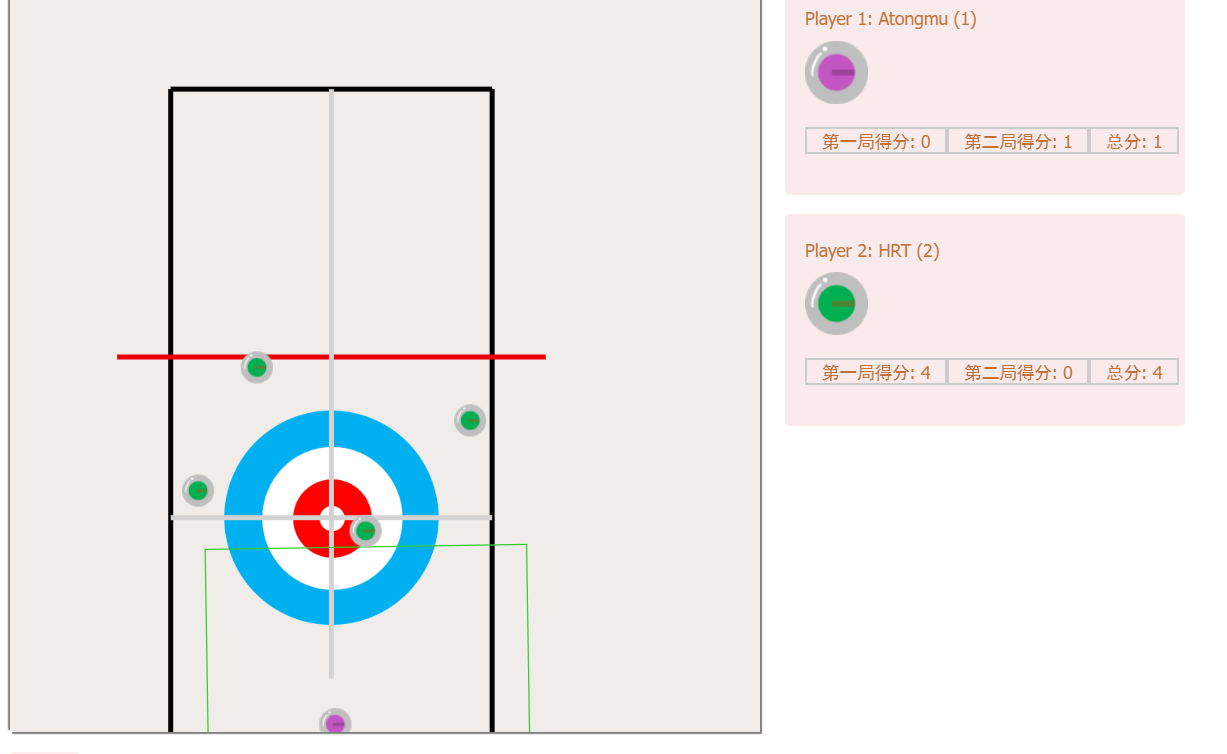 Player 1: Atongmu (1)
第一局得分: 0 第二局得分: 1 总分: 1
Player 2: HRT (2)
第一局得分: 4 第二局得分: 0 总分: 4